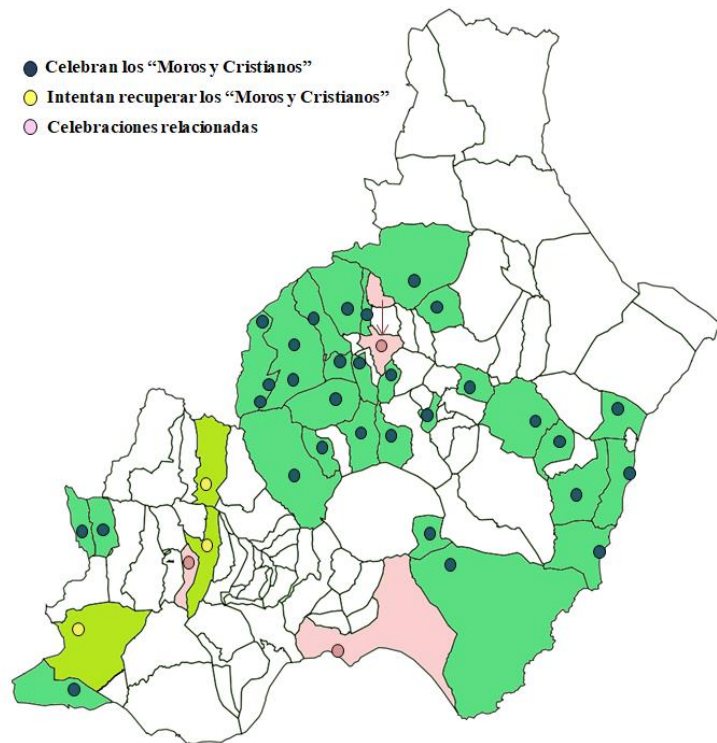 Celebran los “Moros y Cristianos”
Intentan recuperar los “Moros y Cristianos”
Celebraciones relacionadas